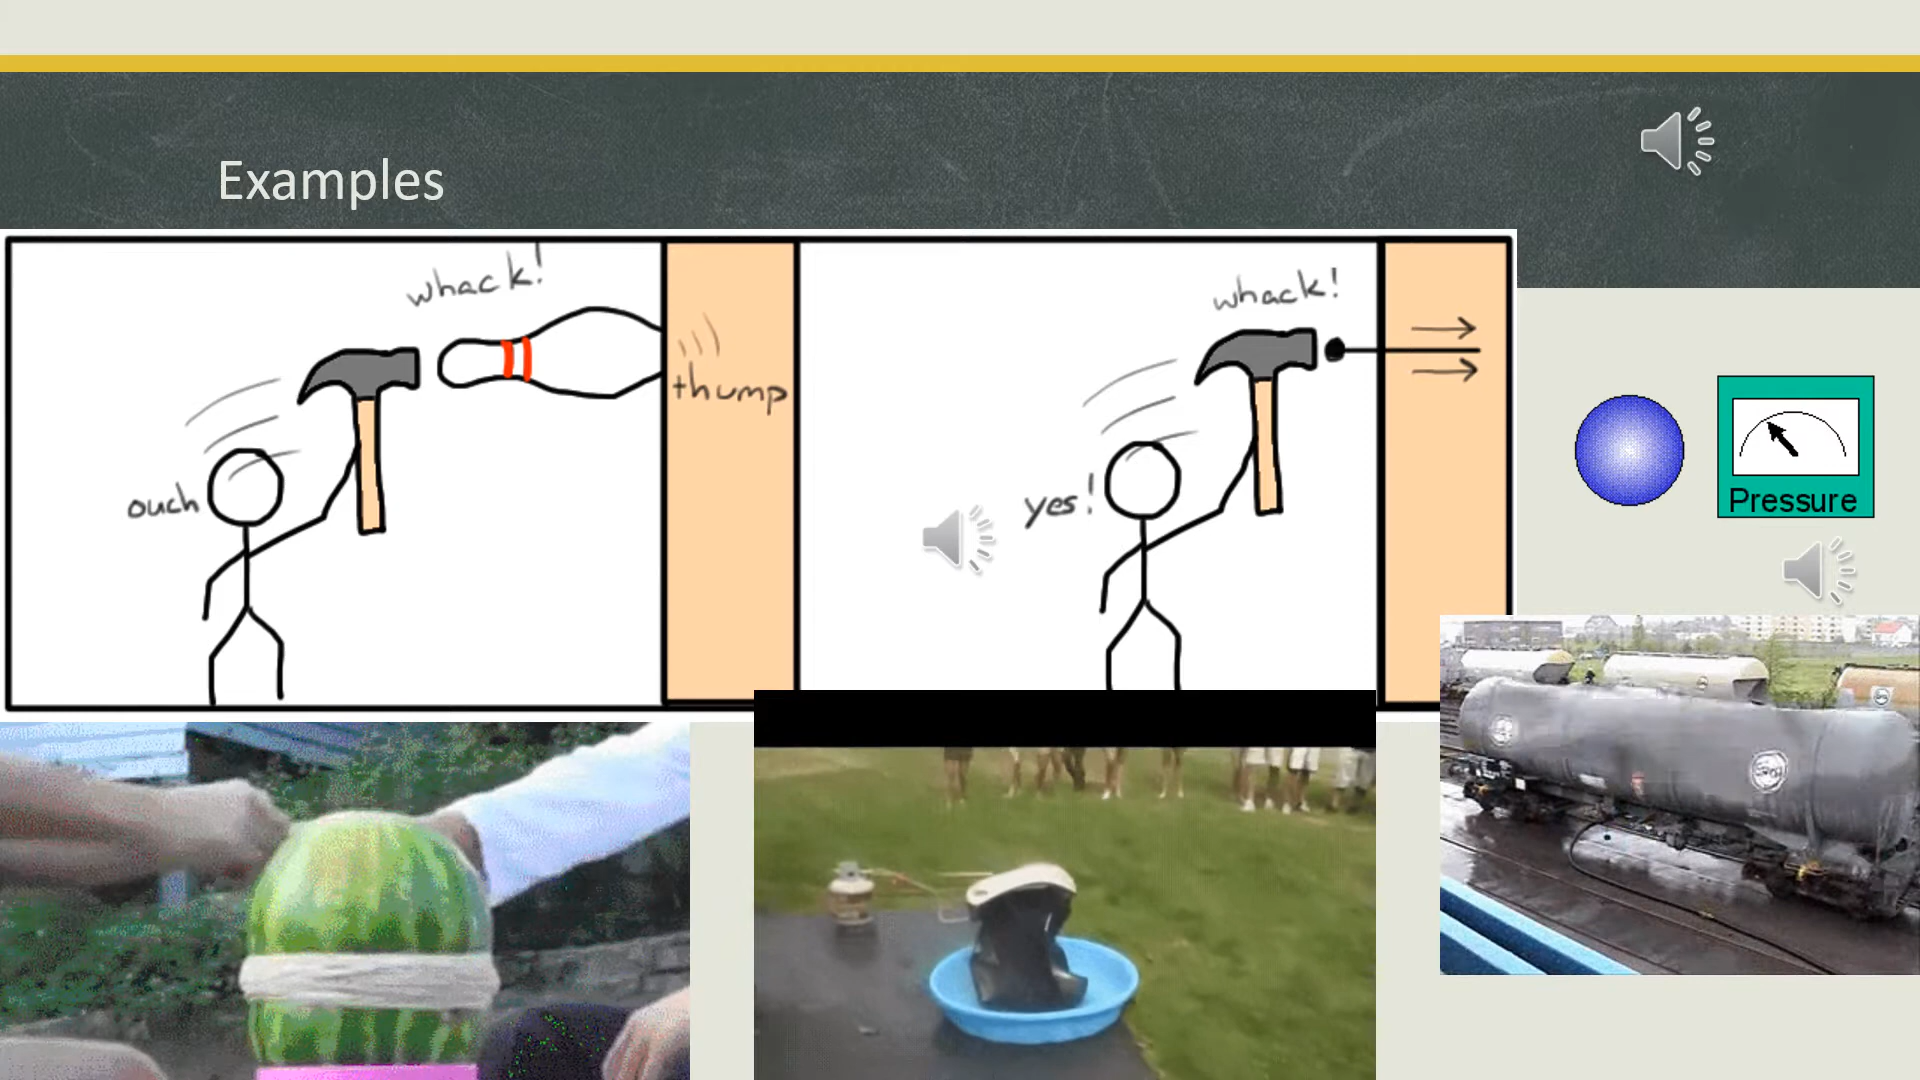 Examples
whack!
thump
ouch
whack!
yes!
Pressure